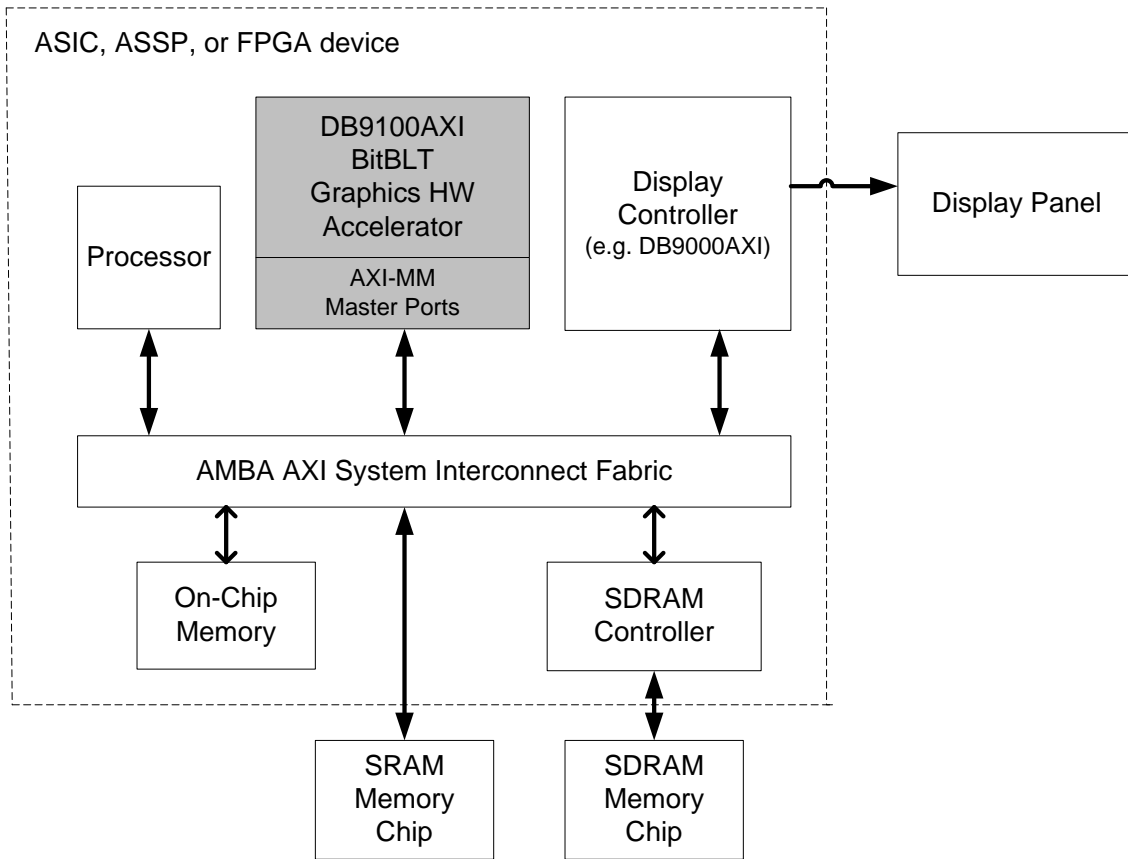 ASIC, ASSP, or FPGA device
DB9100AXI
BitBLT
Graphics HW
Accelerator
AXI-MM
Master Ports
Processor
Display
Controller
(e.g. DB9000AXI)
Display Panel
AMBA AXI System Interconnect Fabric
On-Chip
Memory
SDRAM
Controller
SRAM
Memory
Chip
SDRAM
Memory
Chip